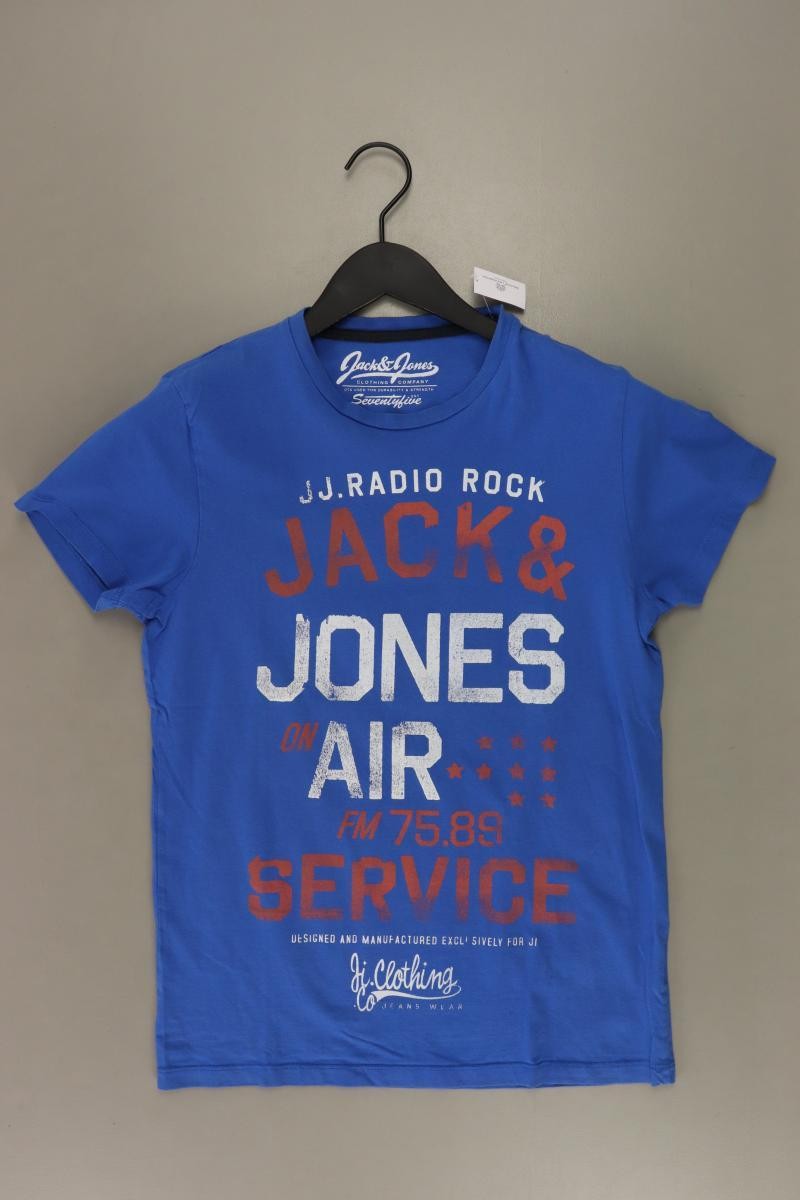 Jack&Jones
CLOTHING COMPANY
Seventyfive
JJ.RADIO ROCK
JACK&
JONES
ON AIR
FM 75.89
SERVICE
DESIGNED AND MANUFACTURED EXCLUSIVELY FOR JJ
Jj.Clothing
.Co JEANS WEAR